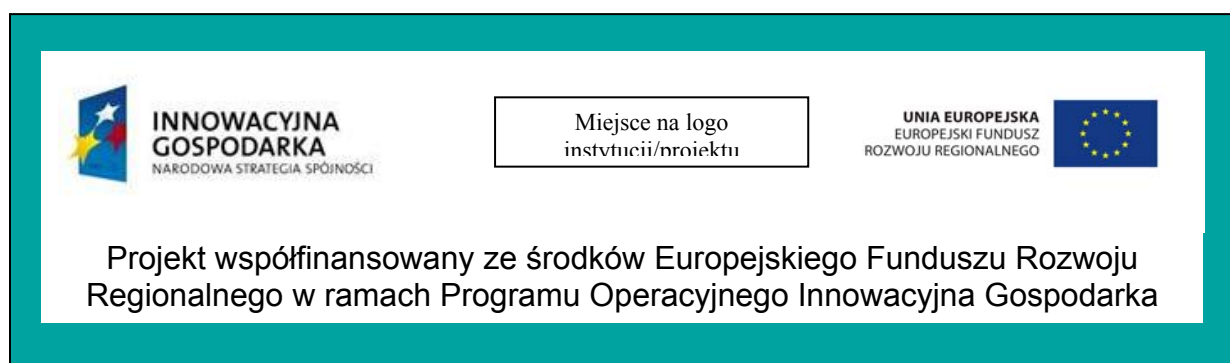 INNOWACYJNA
GOSPODARKA
NARODOWA STRATEGIA SPÓJNOŚCI
Miejsce na logo
instytucji/projektu
UNIA EUROPEJSKA
EUROPEJSKI FUNDUSZ
ROZWOJU REGIONALNEGO
Projekt współfinansowany ze środków Europejskiego Funduszu Rozwoju
Regionalnego w ramach Programu Operacyjnego Innowacyjna Gospodarka